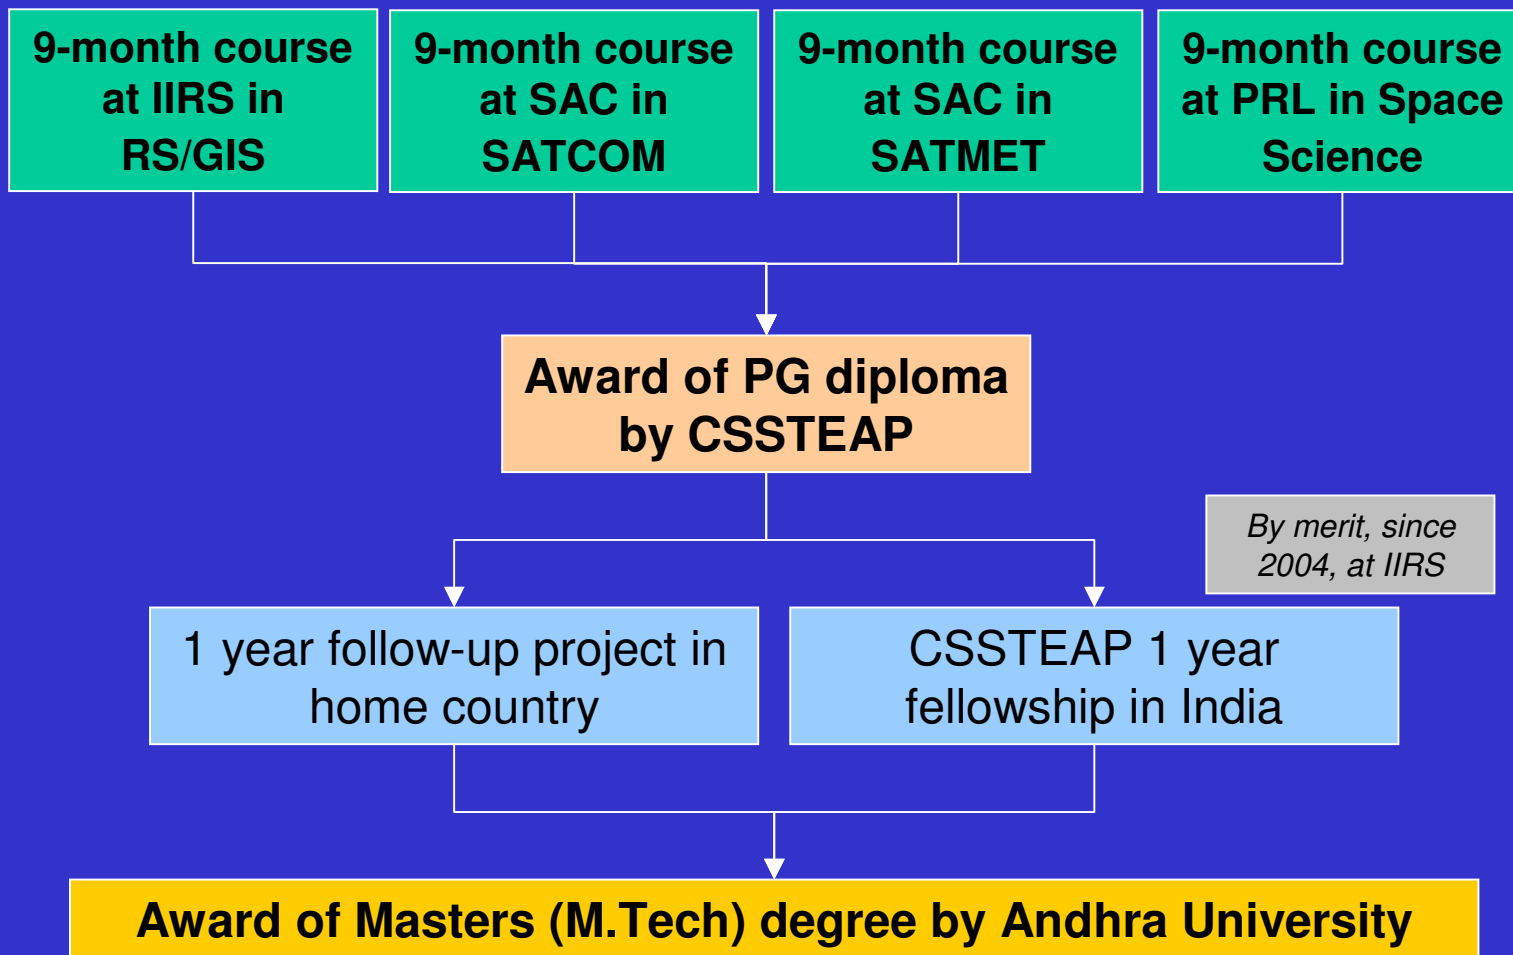 9-month course
at IIRS in
RS/GIS
9-month course
at SAC in
SATCOM
9-month course
at SAC in
SATMET
9-month course
at PRL in Space
Science
Award of PG diploma
by CSSTEAP
By merit, since
2004, at IIRS
1 year follow-up project in
home country
CSSTEAP 1 year
fellowship in India
Award of Masters (M.Tech) degree by Andhra University